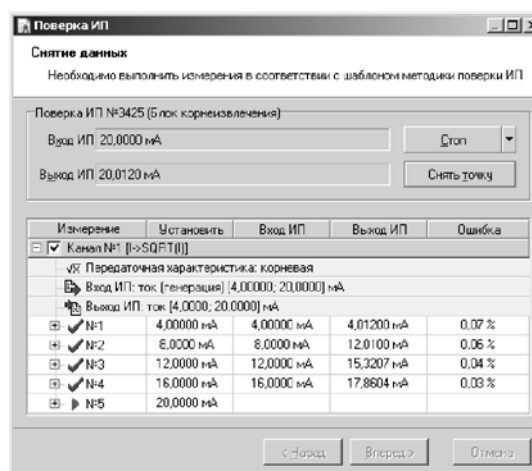 Поверка ИП
Снятие данных
Необходимо выполнить измерения в соответствии с шаблоном методики поверки ИП
Поверка ИП №3425 (Блок корнеизвлечения)
Вход ИП 20,0000 мА
Стоп
Выход ИП 20,0120 мА
Снять точку
Измерение Установить Вход ИП Выход ИП Ошибка
Канал №1 [I->SQRT(I)]
√x Передаточная характеристика: корневая
Вход ИП: ток (генерация) [4,00000; 20,0000] мА
Выход ИП: ток [4,0000; 20,0000] мА
№1 4,00000 мА 4,00000 мА 4,01200 мА 0,07 %
№2 8,0000 мА 8,0000 мА 12,0100 мА 0,06 %
№3 12,0000 мА 12,0000 мА 15,3207 мА 0,04 %
№4 16,0000 мА 16,0000 мА 17,8604 мА 0,03 %
№5 20,0000 мА
< Назад Вперед > Отмена